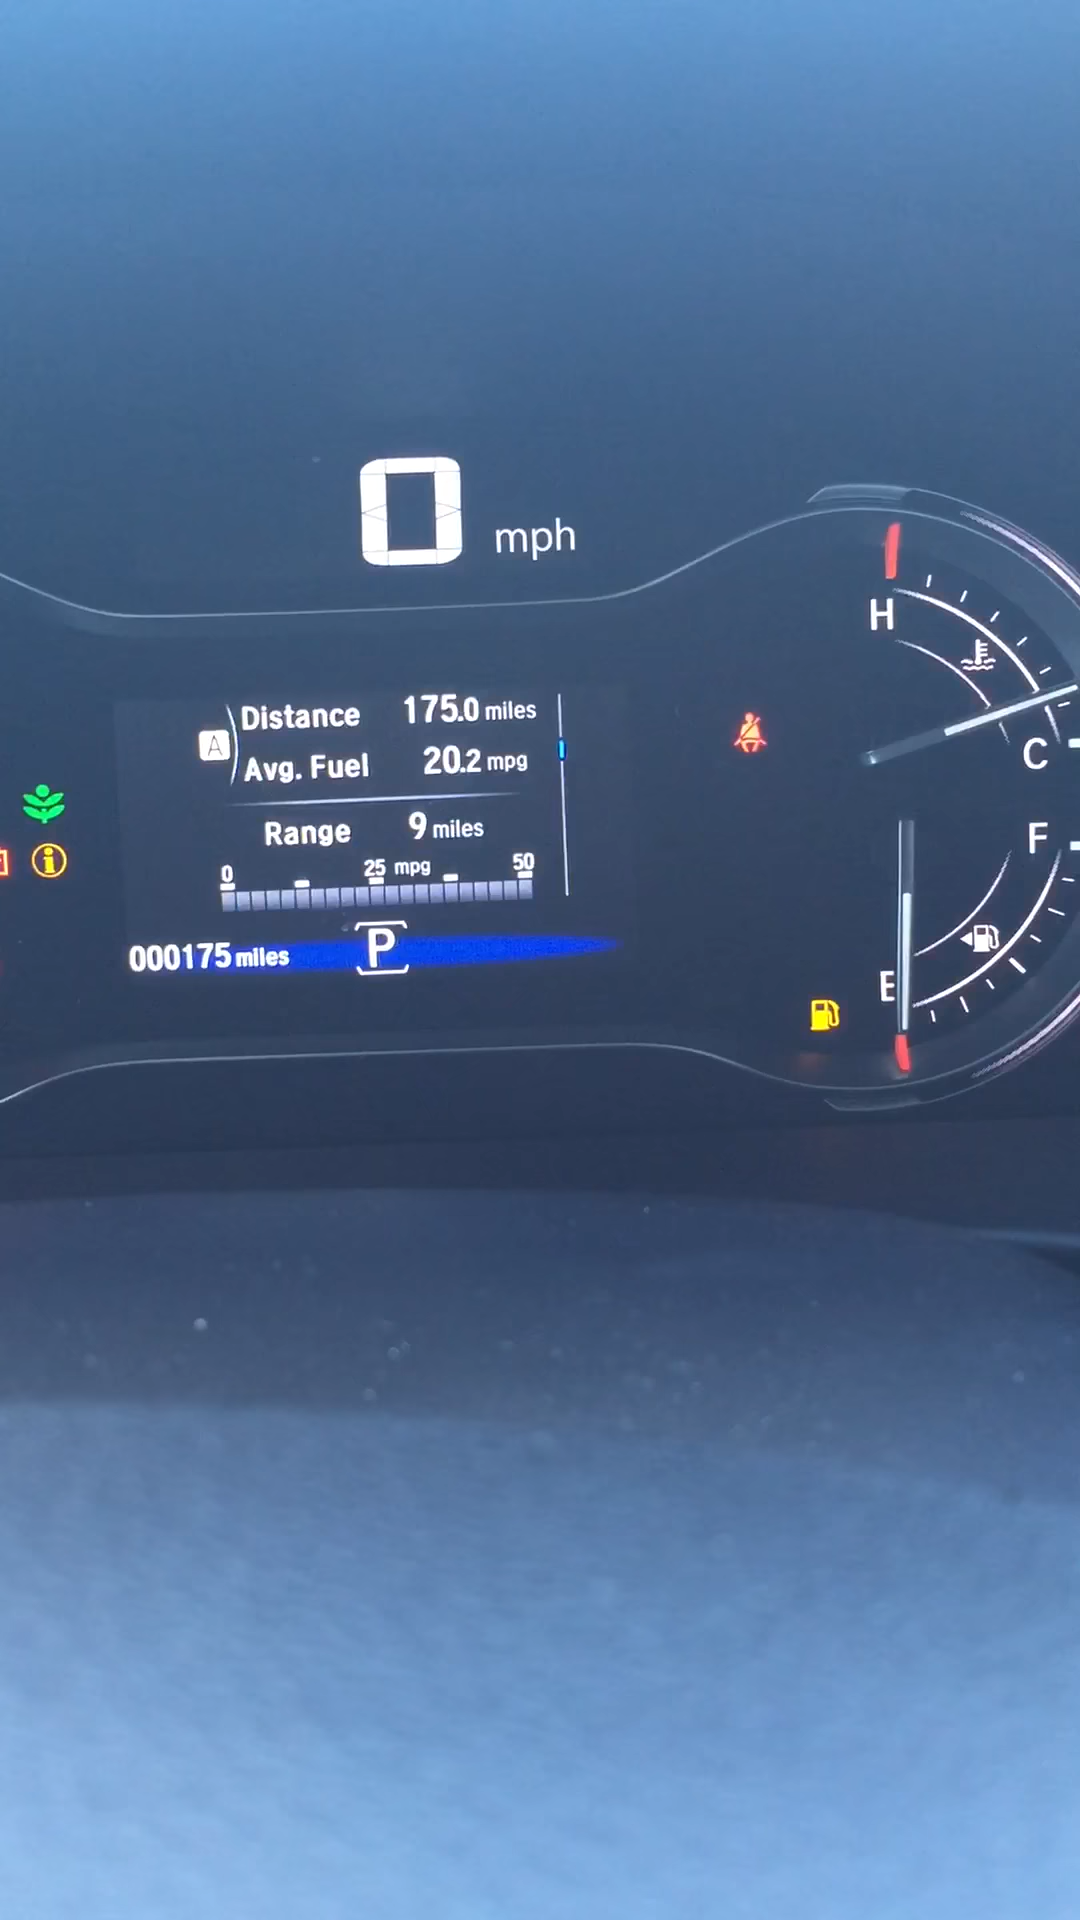 0 mph
H
A
Distance 175.0 miles
Avg. Fuel 20.2 mpg
C
Range 9 miles
F
0 25 mpg 50
000175 miles P
E